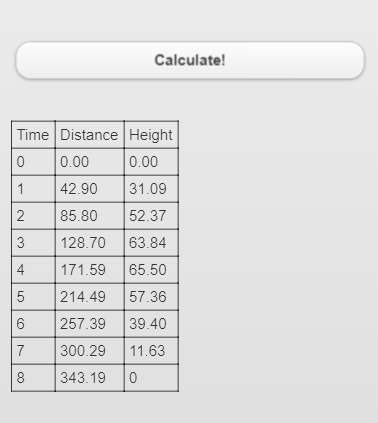 Calculate!
Time Distance Height
0 0.00 0.00
1 42.90 31.09
2 85.80 52.37
3 128.70 63.84
4 171.59 65.50
5 214.49 57.36
6 257.39 39.40
7 300.29 11.63
8 343.19 0